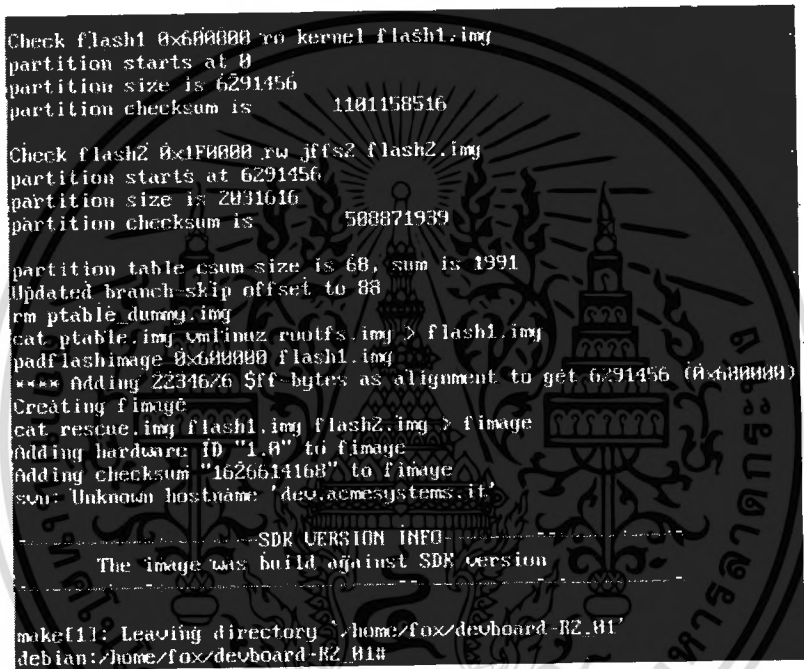 Check flash1 0x600000 ro kernel flash1.img
partition starts at 0
partition size is 6291456
partition checksum is 1101158516
Check flash2 0x1F0000 rw jffs2 flash2.img
partition starts at 6291456
partition size is 2031616
partition checksum is 508871939
partition table csum size is 68, sum is 1991
Updated branch skip offset to 88
rm ptable_dummy.img
cat ptable.img vmlinuz rootfs.img > flash1.img
padflashimage 0x600000 flash1.img
**** Adding 2234626 $ff-bytes as alignment to get 6291456 (0x600000)
Creating fimage
cat rescue.img flash1.img flash2.img > fimage
Adding hardware ID "1.0" to fimage
Adding checksum "1626614168" to fimage
svn: Unknown hostname 'dev.acmesystems.it'
-----------------------SDK VERSION INFO-----------------------
The image was build against SDK version
--------------------------------------------------------------
make[1]: Leaving directory `/home/fox/devboard-R2_01'
debian:/home/fox/devboard-R2_01#